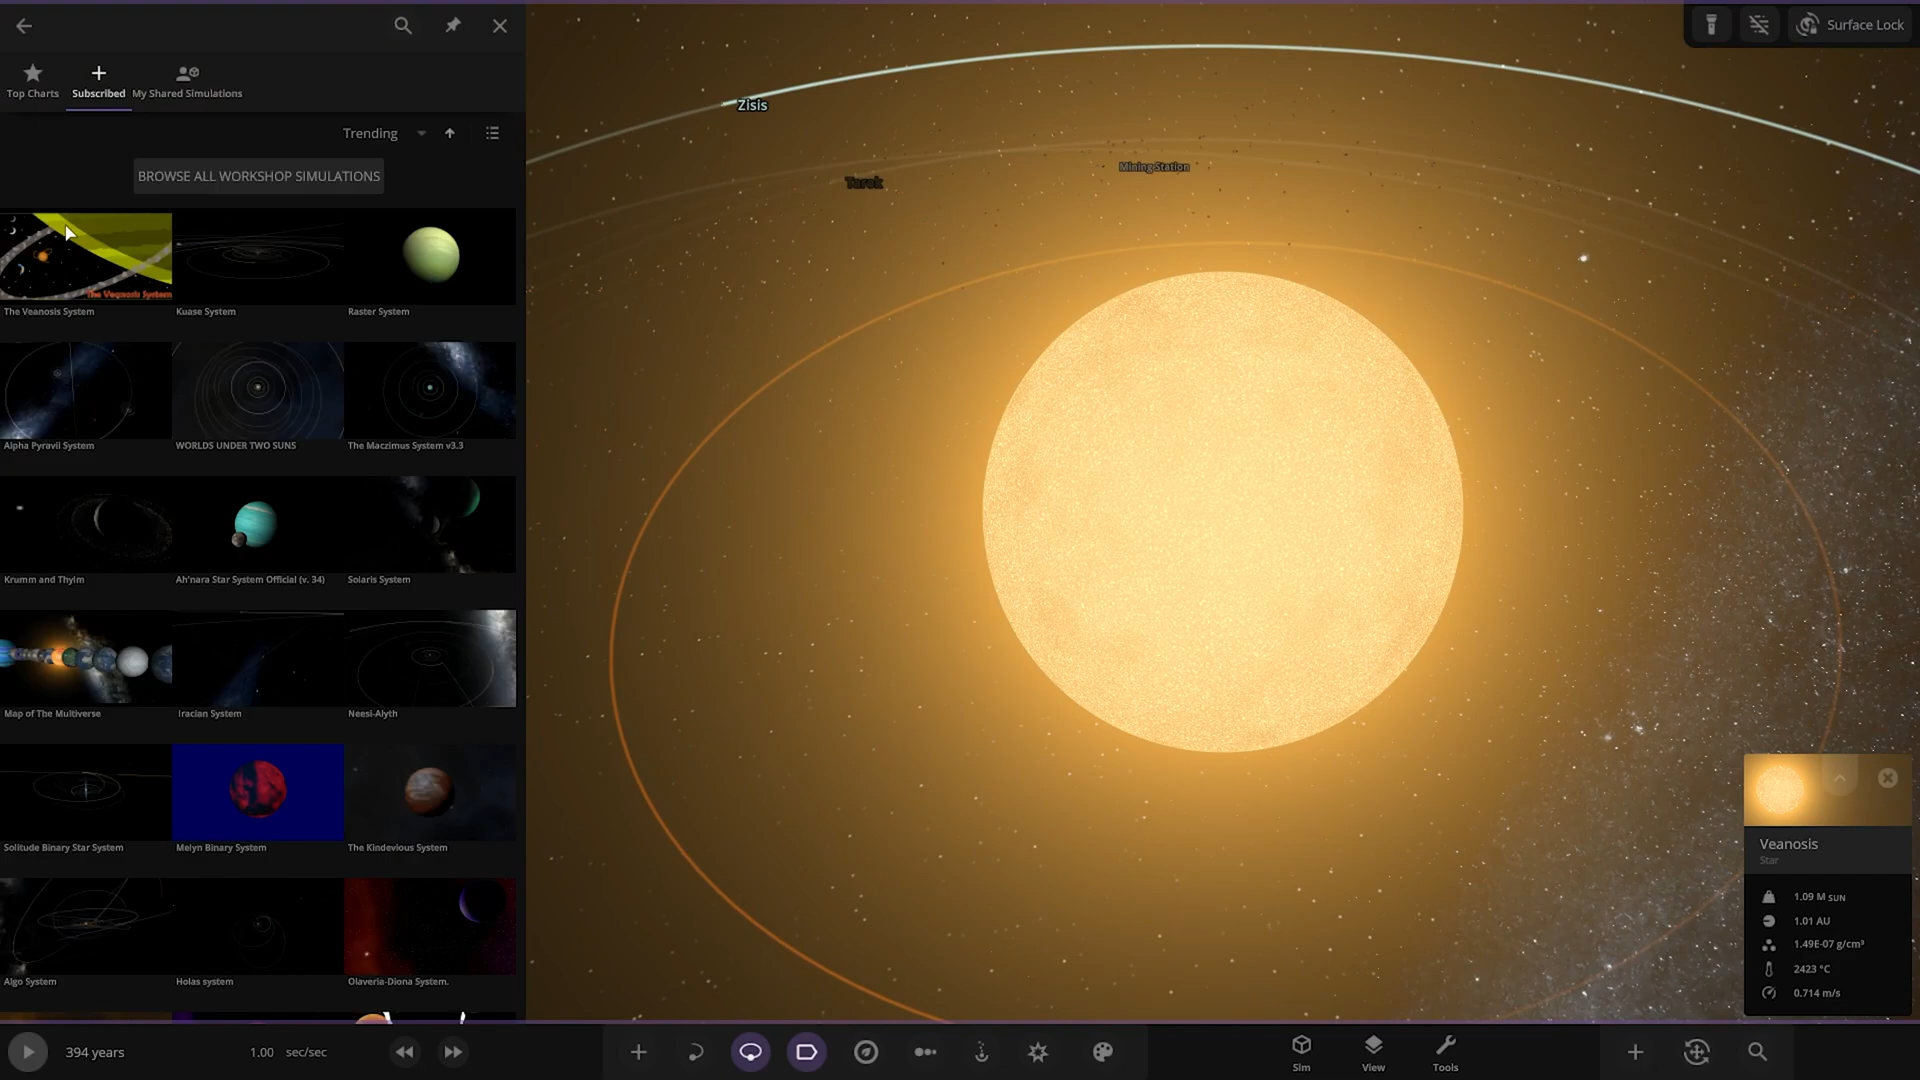 Surface Lock
Top Charts
Subscribed
My Shared Simulations
Trending
BROWSE ALL WORKSHOP SIMULATIONS
The Veanosis System
The Veanosis System
Kuase System
Raster System
Alpha Pyravii System
WORLDS UNDER TWO SUNS
The Maczimus System v3.3
Krumm and Thyim
Ah'nara Star System Official (v. 34)
Solaris System
Map of The Multiverse
Iracian System
Neesi-Alyth
Solitude Binary Star System
Melyn Binary System
The Kindevious System
Algo System
Holas system
Olaveria-Diona System.
Zisis
Mining Station
Tarok
Veanosis
Star
1.09 M SUN
1.01 AU
1.49E-07 g/cm³
2423 °C
0.714 m/s
394 years
1.00 sec/sec
Sim
View
Tools